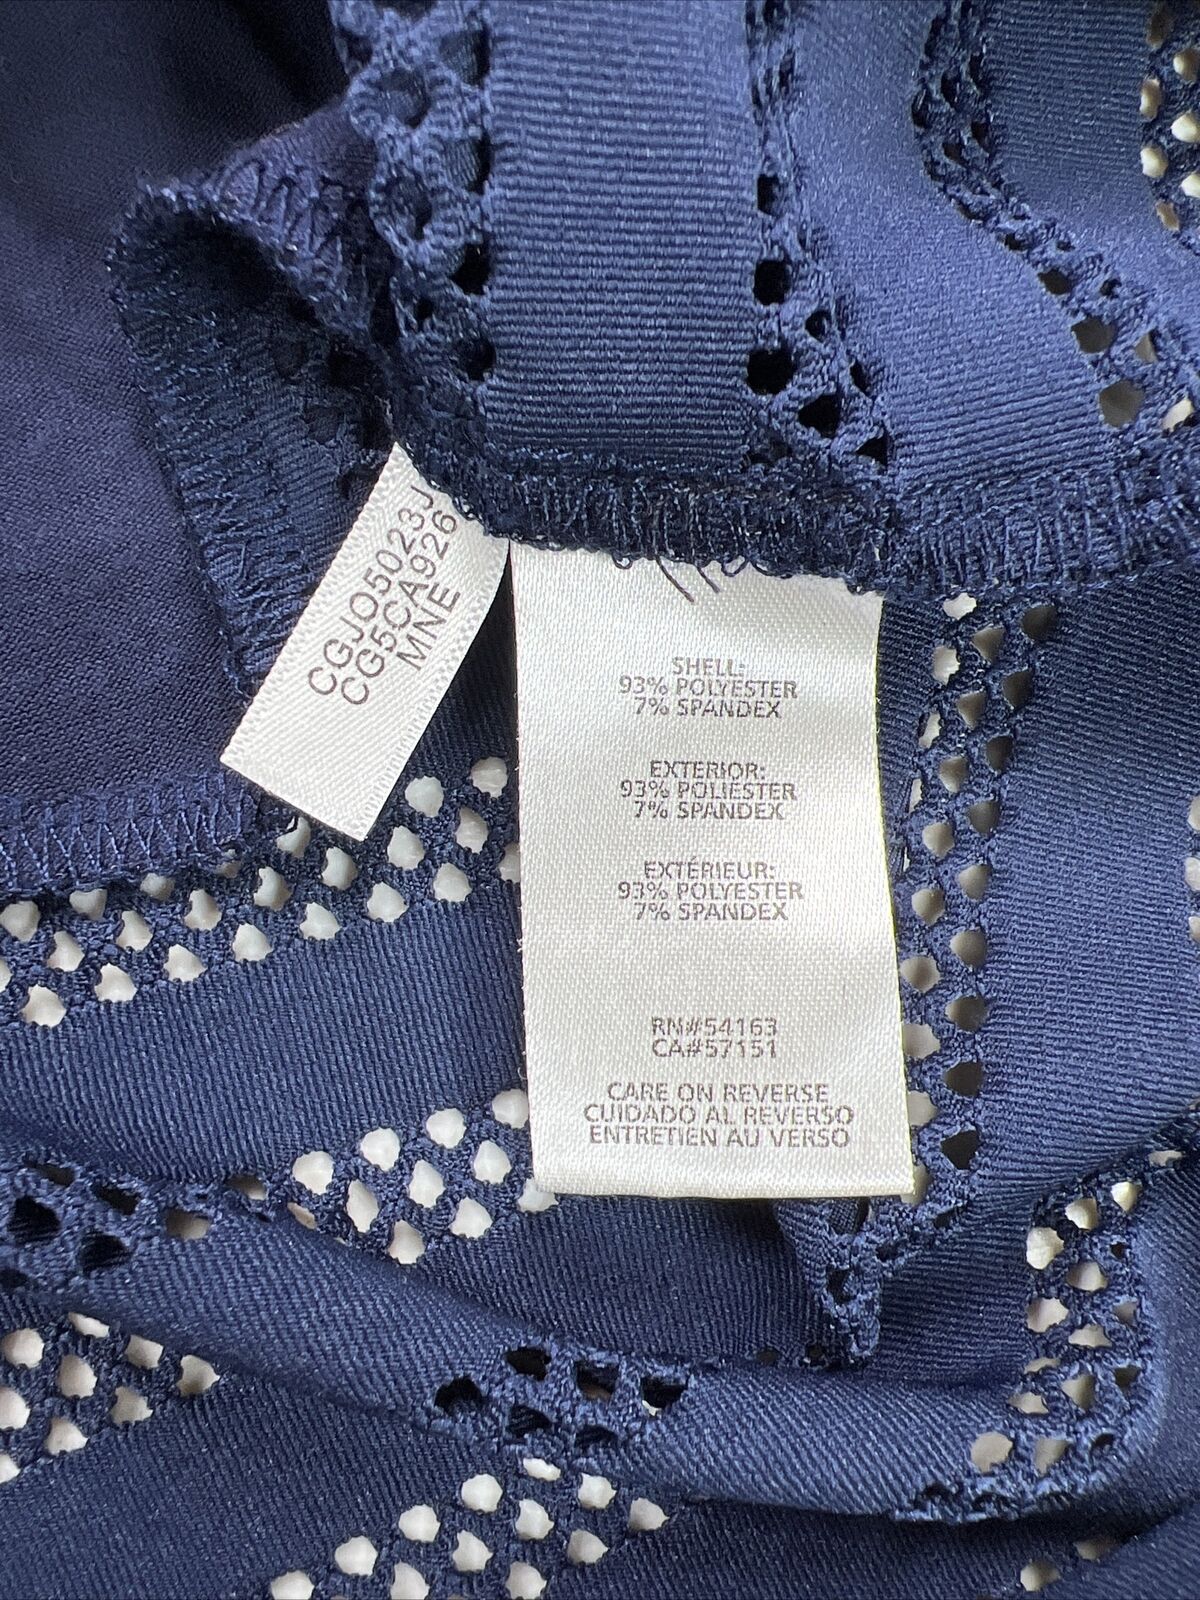 CGJO5023J
CG5CA926
MNE
SHELL:
93% POLYESTER
7% SPANDEX
EXTERIOR:
93% POLIESTER
7% SPANDEX
EXTÉRIEUR:
93% POLYESTER
7% SPANDEX
RN#54163
CA#57151
CARE ON REVERSE
CUIDADO AL REVERSO
ENTRETIEN AU VERSO